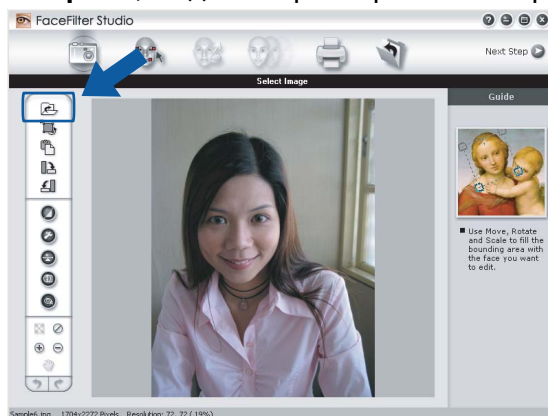 FaceFilter Studio
Next Step
Select Image
Guide
Use Move, Rotate
and Scale to fill the
bounding area with
the face you want
to edit.
Sample6.jpg 1704x2272 Pixels Resolution: 72, 72 ( 19%)